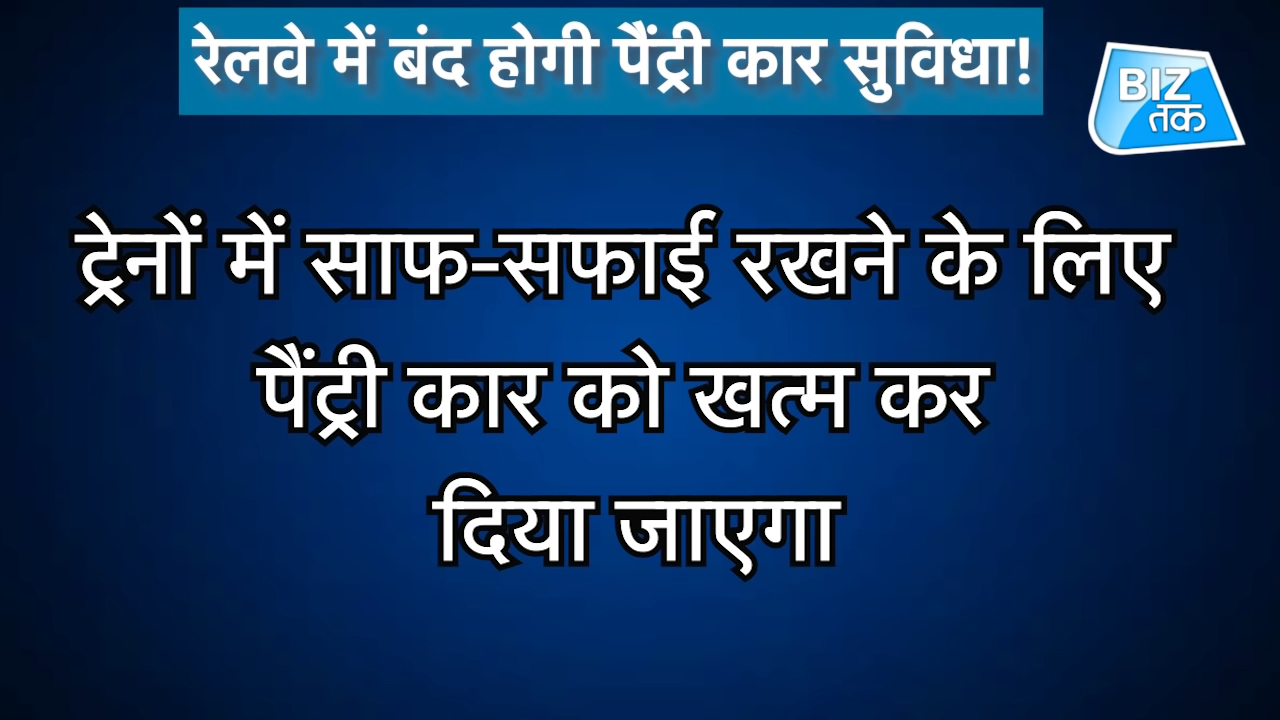 रेलवे में बंद होगी पैंट्री कार सुविधा!
BIZ
तक
ट्रेनों में साफ-सफाई रखने के लिए
पैंट्री कार को खत्म कर
दिया जाएगा